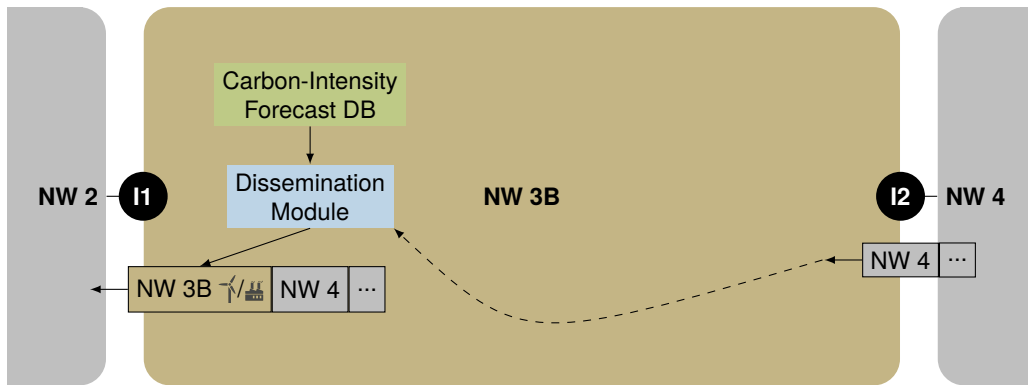 Carbon-Intensity
Forecast DB
Dissemination
Module
NW 2
I1
NW 3B
I2
NW 4
NW 4
...
NW 3B
/
NW 4
...